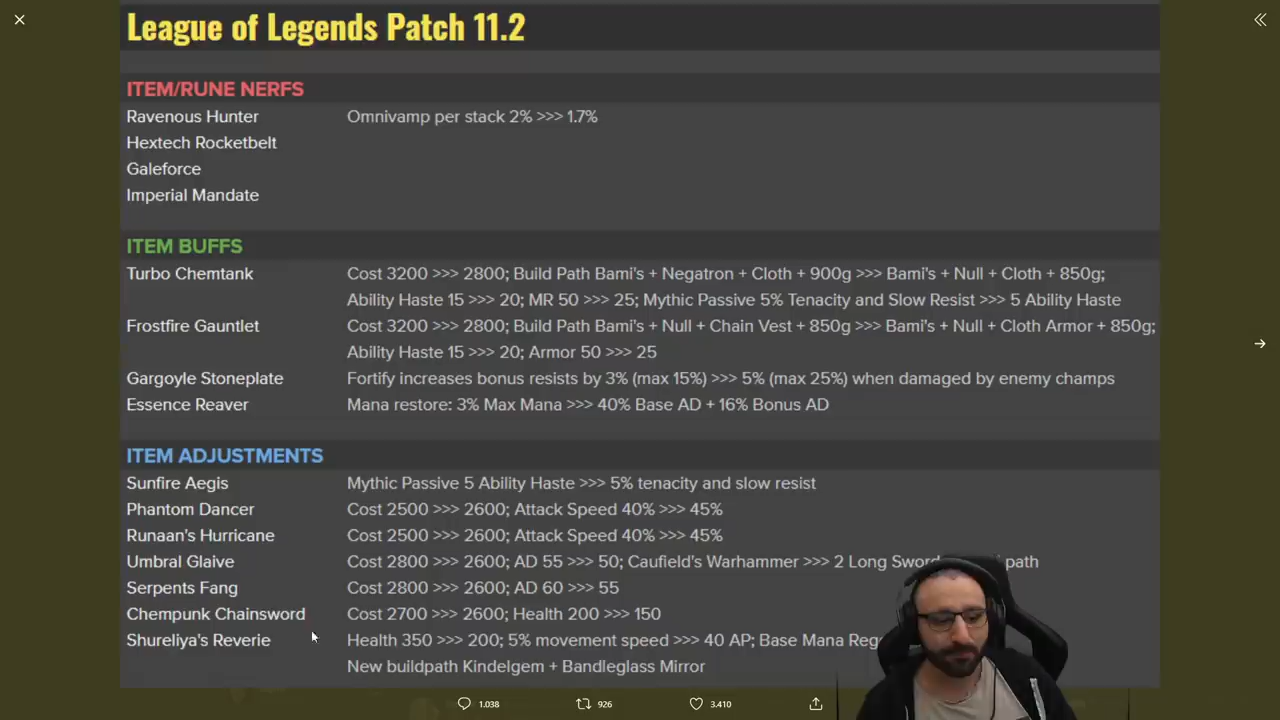 League of Legends Patch 11.2
ITEM/RUNE NERFS
Ravenous Hunter Omnivamp per stack 2% >>> 1.7%
Hextech Rocketbelt
Galeforce
Imperial Mandate
ITEM BUFFS
Turbo Chemtank Cost 3200 >>> 2800; Build Path Bami's + Negatron + Cloth + 900g >>> Bami's + Null + Cloth + 850g;
Ability Haste 15 >>> 20; MR 50 >>> 25; Mythic Passive 5% Tenacity and Slow Resist >>> 5 Ability Haste
Frostfire Gauntlet Cost 3200 >>> 2800; Build Path Bami's + Null + Chain Vest + 850g >>> Bami's + Null + Cloth Armor + 850g;
Ability Haste 15 >>> 20; Armor 50 >>> 25
Gargoyle Stoneplate Fortify increases bonus resists by 3% (max 15%) >>> 5% (max 25%) when damaged by enemy champs
Essence Reaver Mana restore: 3% Max Mana >>> 40% Base AD + 16% Bonus AD
ITEM ADJUSTMENTS
Sunfire Aegis Mythic Passive 5 Ability Haste >>> 5% tenacity and slow resist
Phantom Dancer Cost 2500 >>> 2600; Attack Speed 40% >>> 45%
Runaan's Hurricane Cost 2500 >>> 2600; Attack Speed 40% >>> 45%
Umbral Glaive Cost 2800 >>> 2600; AD 55 >>> 50; Caufield's Warhammer >>> 2 Long Sword path
Serpents Fang Cost 2800 >>> 2600; AD 60 >>> 55
Chempunk Chainsword Cost 2700 >>> 2600; Health 200 >>> 150
Shureliya's Reverie Health 350 >>> 200; 5% movement speed >>> 40 AP; Base Mana
New buildpath Kindelgem + Bandleglass Mirror
1.038 926 3.410